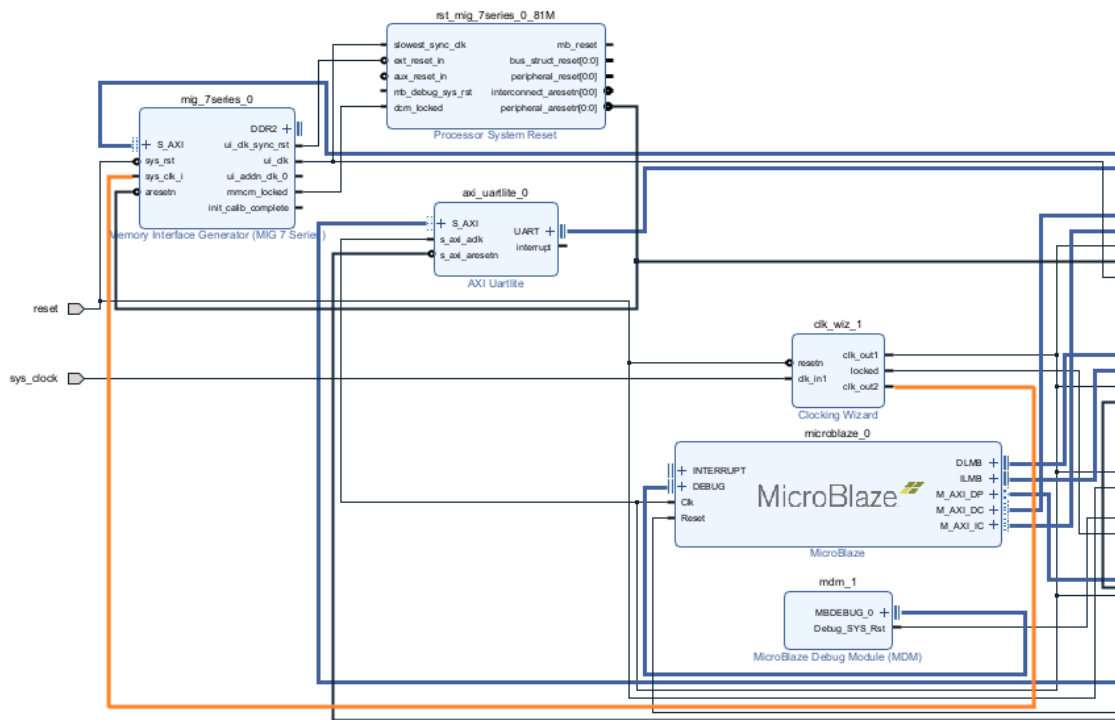 rst_mig_7series_0_81M
slowest_sync_clk
ext_reset_in
aux_reset_in
mb_debug_sys_rst
dcm_locked
mb_reset
bus_struct_reset[0:0]
peripheral_reset[0:0]
interconnect_aresetn[0:0]
peripheral_aresetn[0:0]
Processor System Reset
mig_7series_0
S_AXI
sys_rst
sys_clk_i
aresetn
DDR2
ui_clk_sync_rst
ui_clk
ui_addn_clk_0
mmcm_locked
init_calib_complete
Memory Interface Generator (MIG 7 Series)
axi_uartlite_0
S_AXI
s_axi_aclk
s_axi_aresetn
UART
interrupt
AXI Uartlite
reset
sys_clock
clk_wiz_1
resetn
clk_in1
clk_out1
locked
clk_out2
Clocking Wizard
microblaze_0
INTERRUPT
DEBUG
Clk
Reset
MicroBlaze
DLMB
ILMB
M_AXI_DP
M_AXI_DC
M_AXI_IC
MicroBlaze
mdm_1
MBDEBUG_0
Debug_SYS_Rst
MicroBlaze Debug Module (MDM)